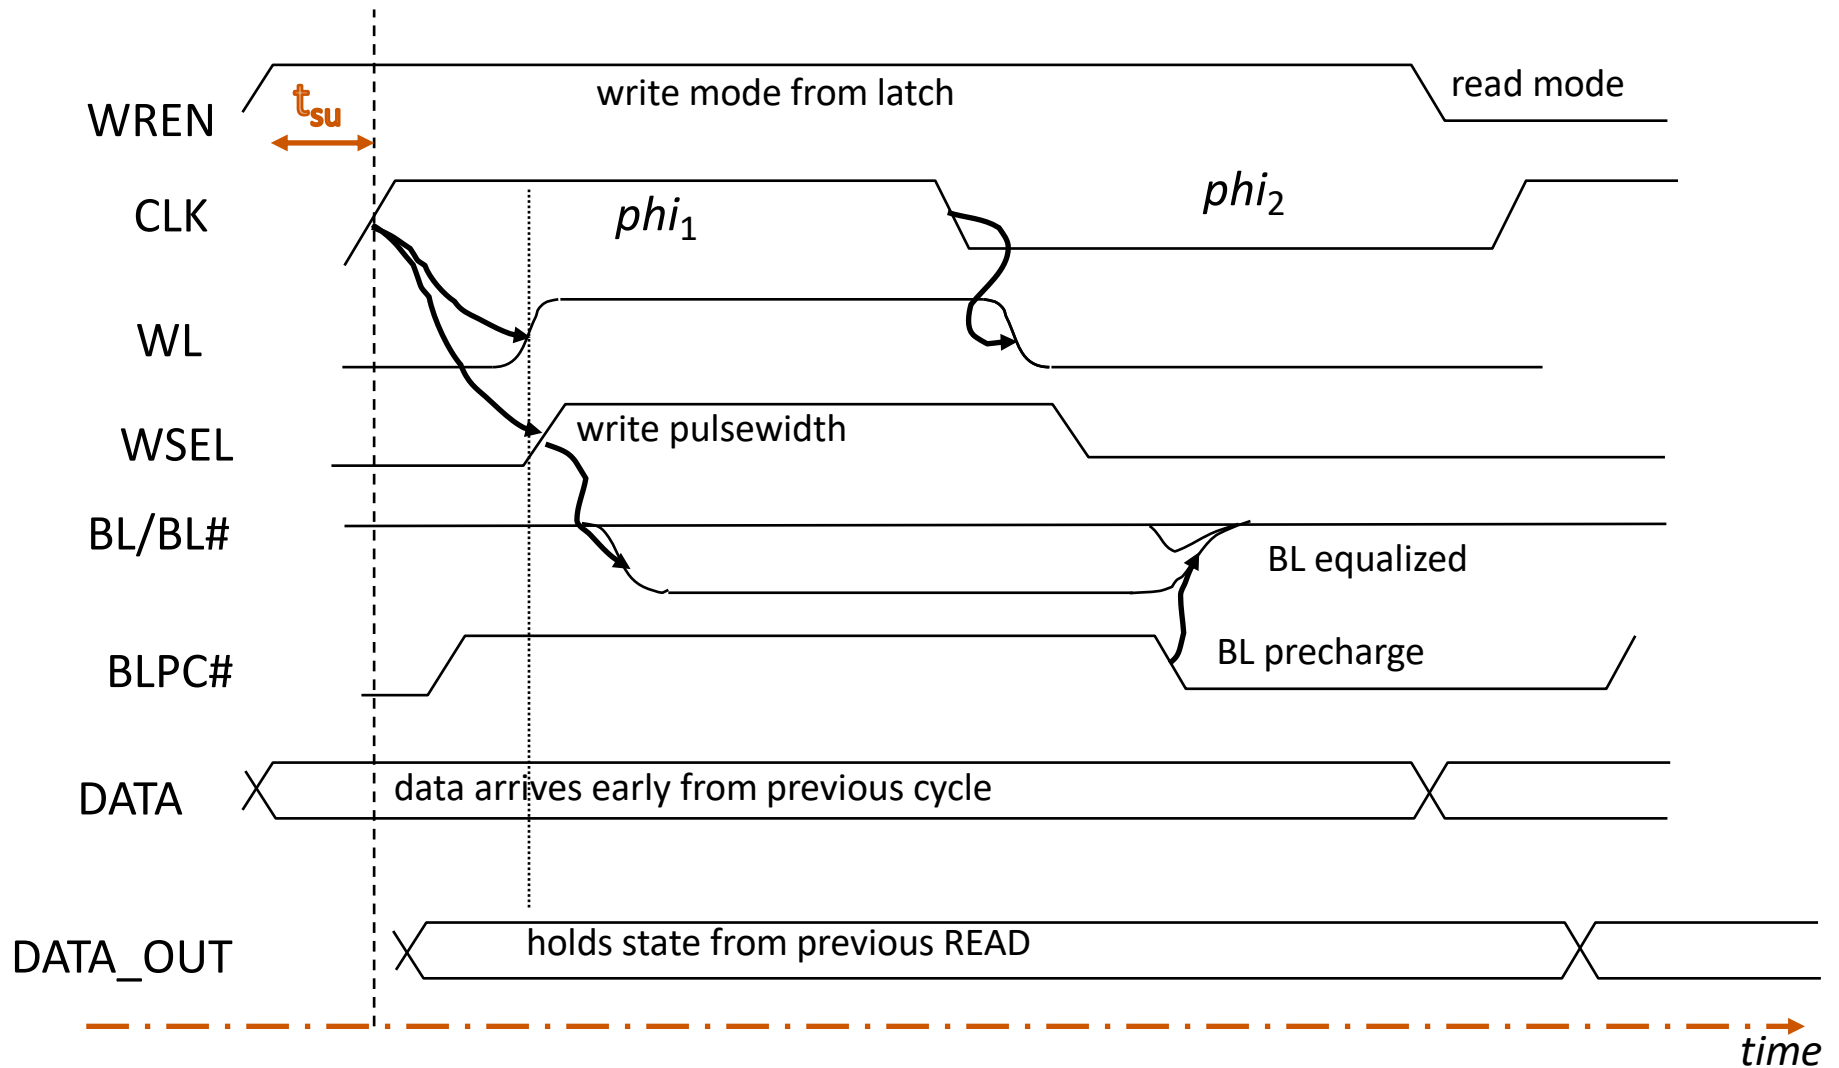 WREN
t_su
write mode from latch
read mode
CLK
phi₁
phi₂
WL
WSEL
write pulsewidth
BL/BL#
BL equalized
BLPC#
BL precharge
DATA
data arrives early from previous cycle
DATA_OUT
holds state from previous READ
time